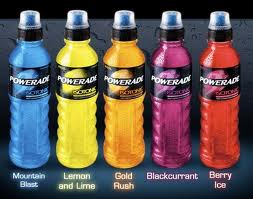 POWERADE
ISOTONIC
POWERADE
ISOTONIC
POWERADE
ISOTONIC
POWERADE
ISOTONIC
POWERADE
ISOTONIC
Mountain
Blast
Lemon
and Lime
Gold
Rush
Blackcurrant
Berry
Ice